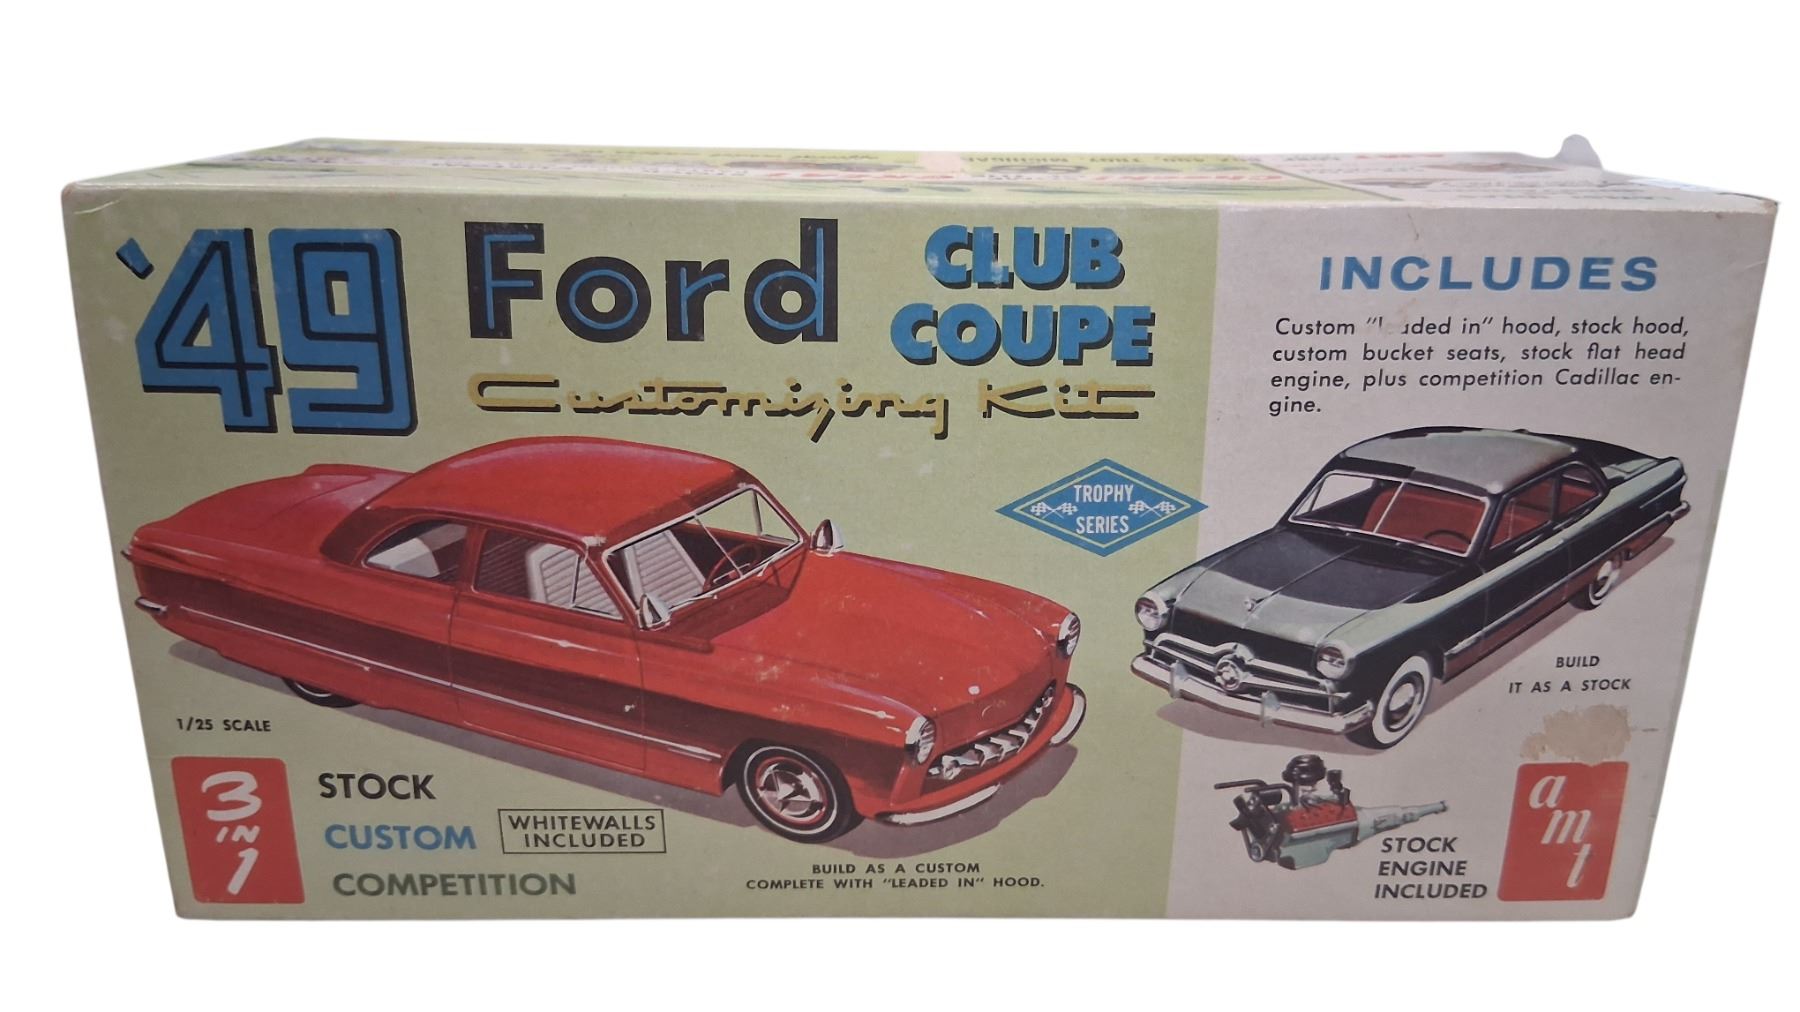 '49 Ford CLUB
COUPE
Customizing Kit
TROPHY
SERIES
1/25 SCALE
3
IN
1
STOCK
CUSTOM
COMPETITION
WHITEWALLS
INCLUDED
BUILD AS A CUSTOM
COMPLETE WITH "LEADED IN" HOOD.
INCLUDES
Custom in" hood, stock hood,
custom bucket seats, stock flat head
engine, plus competition Cadillac en-
gine.
BUILD
IT AS A STOCK
STOCK
ENGINE
INCLUDED
a
m
t